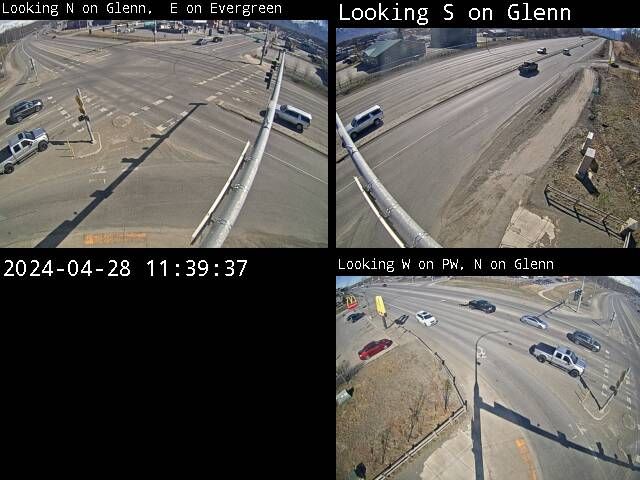 Looking N on Glenn, E on Evergreen
Looking S on Glenn
2024-04-28 11:39:37
Looking W on PW, N on Glenn